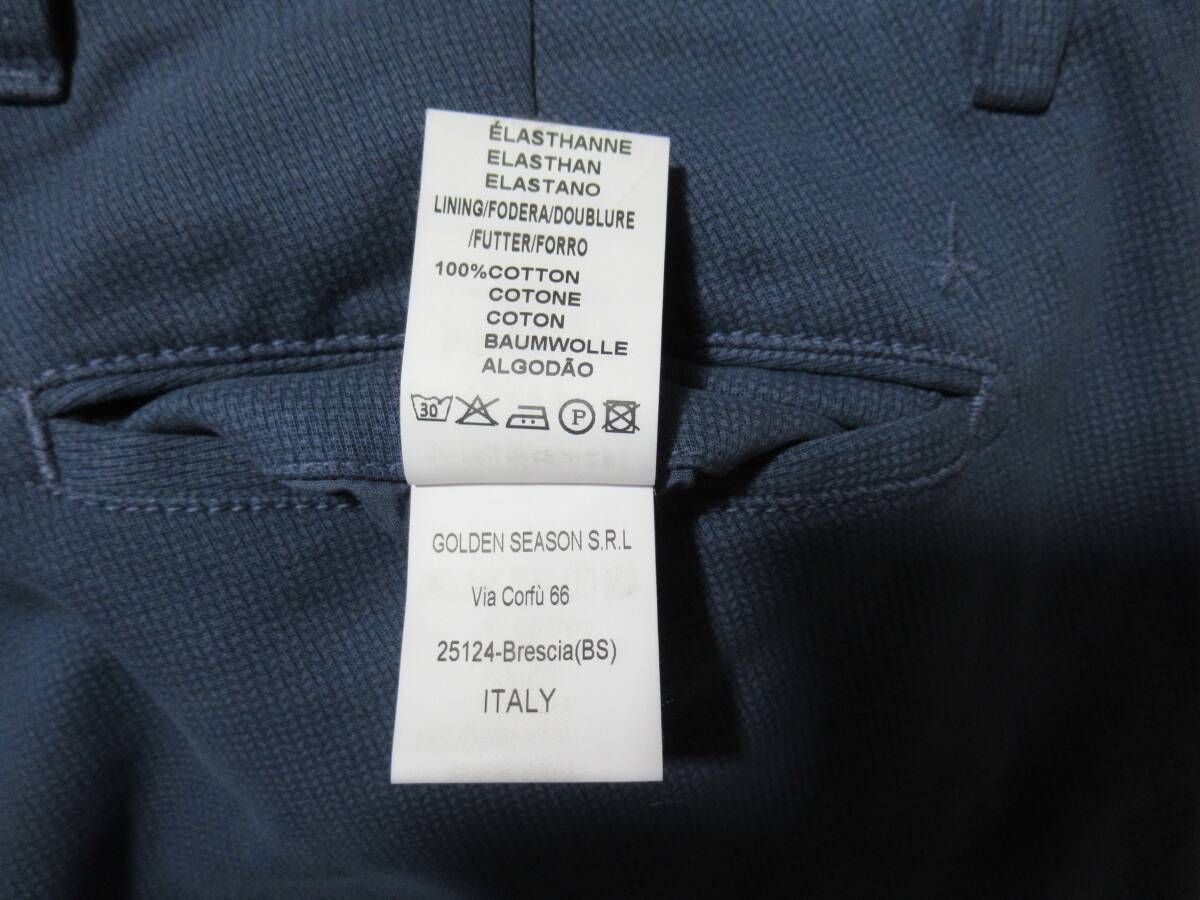 ÉLASTHANNE
ELASTHAN
ELASTANO
LINING/FODERA/DOUBLURE
/FUTTER/FORRO
100%COTTON
COTONE
COTON
BAUMWOLLE
ALGODÃO
30 P
GOLDEN SEASON S.R.L
Via Corfù 66
25124-Brescia(BS)
ITALY